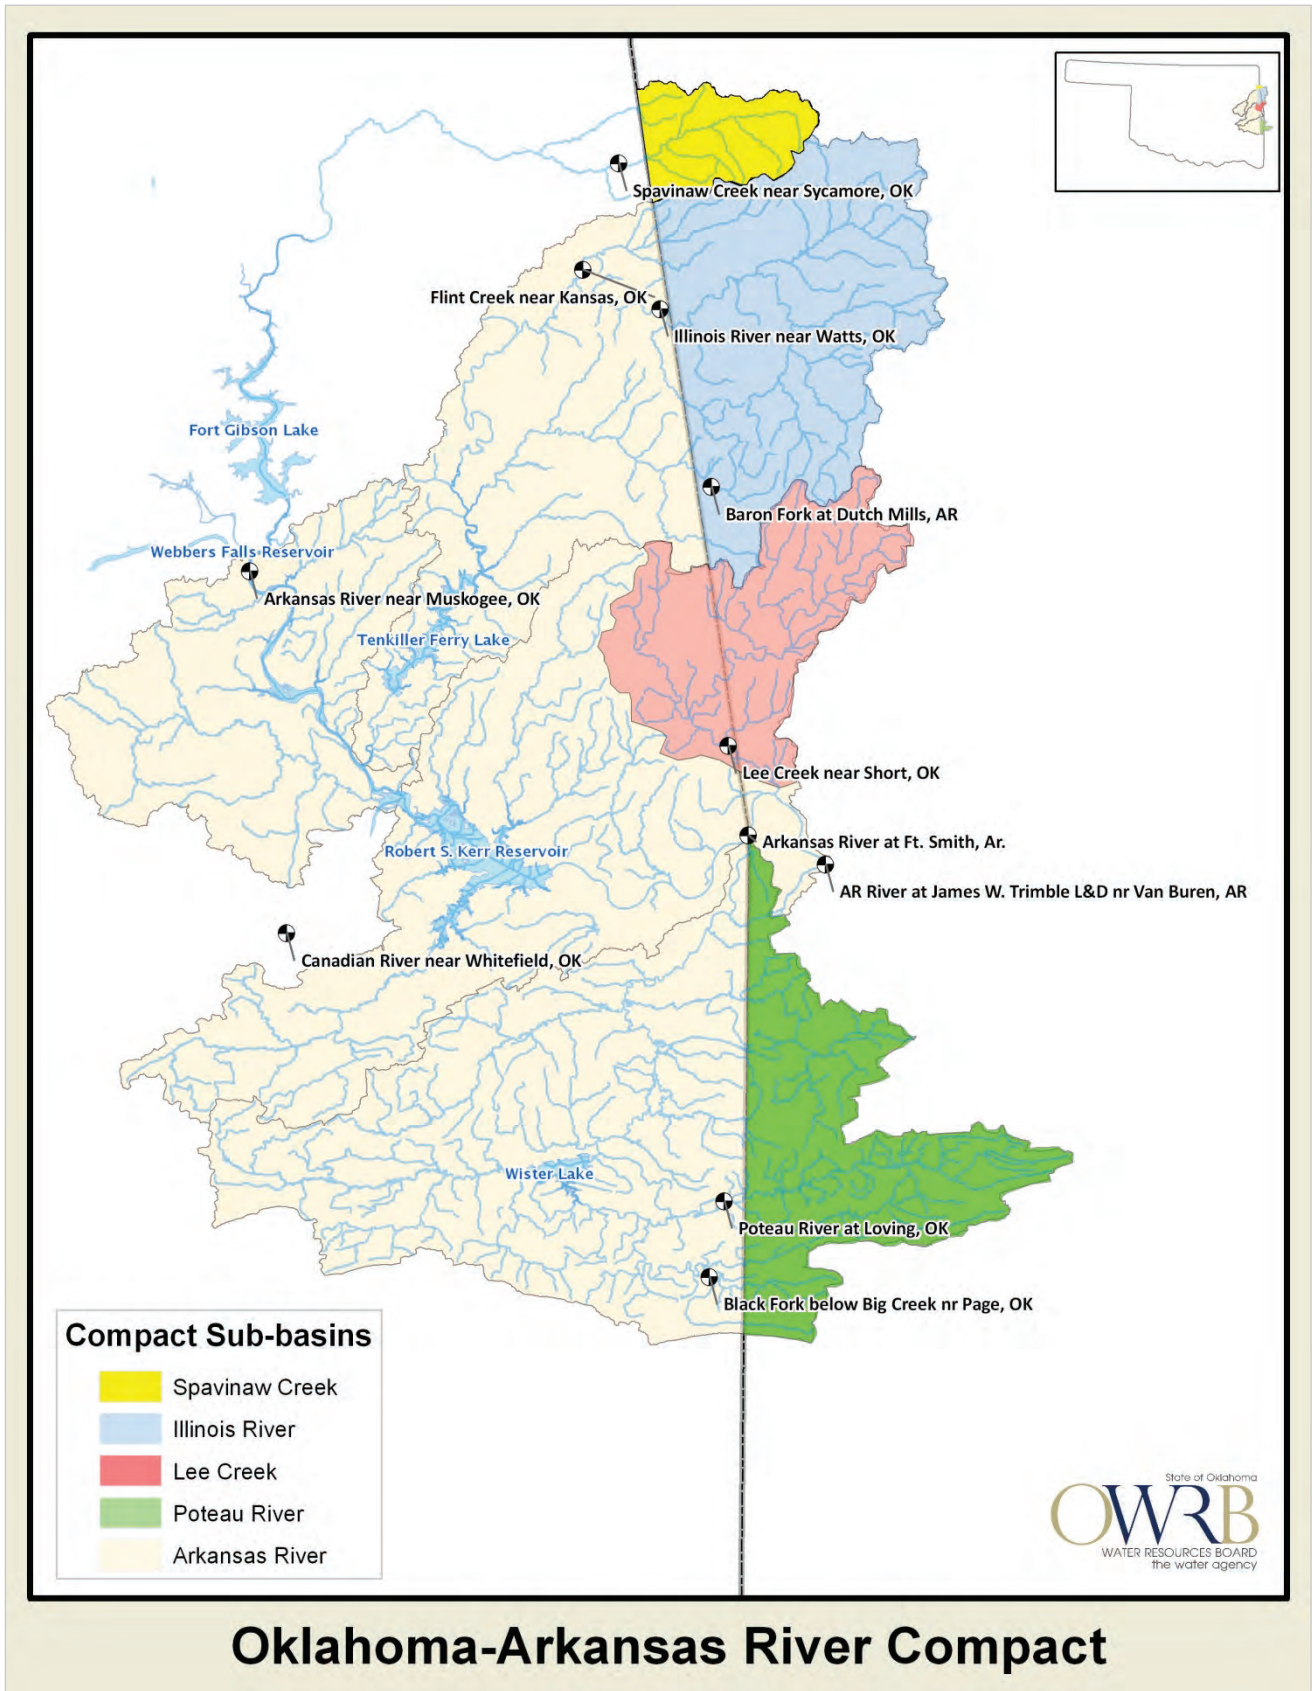 Spavinaw Creek near Sycamore, OK
Flint Creek near Kansas, OK
Illinois River near Watts, OK
Fort Gibson Lake
Baron Fork at Dutch Mills, AR
Webbers Falls Reservoir
Arkansas River near Muskogee, OK
Tenkiller Ferry Lake
Lee Creek near Short, OK
Arkansas River at Ft. Smith, Ar.
Robert S. Kerr Reservoir
AR River at James W. Trimble L&D nr Van Buren, AR
Canadian River near Whitefield, OK
Wister Lake
Poteau River at Loving, OK
Black Fork below Big Creek nr Page, OK
Compact Sub-basins
Spavinaw Creek
Illinois River
Lee Creek
Poteau River
Arkansas River
State of Oklahoma
OWRB
WATER RESOURCES BOARD
the water agency
Oklahoma-Arkansas River Compact